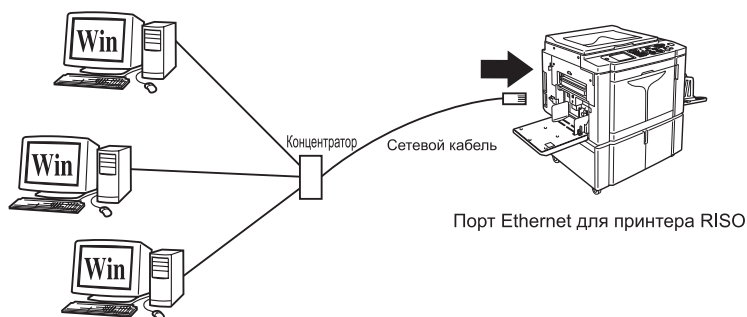 Win
Концентратор
Сетевой кабель
Win
Порт Ethernet для принтера RISO
Win